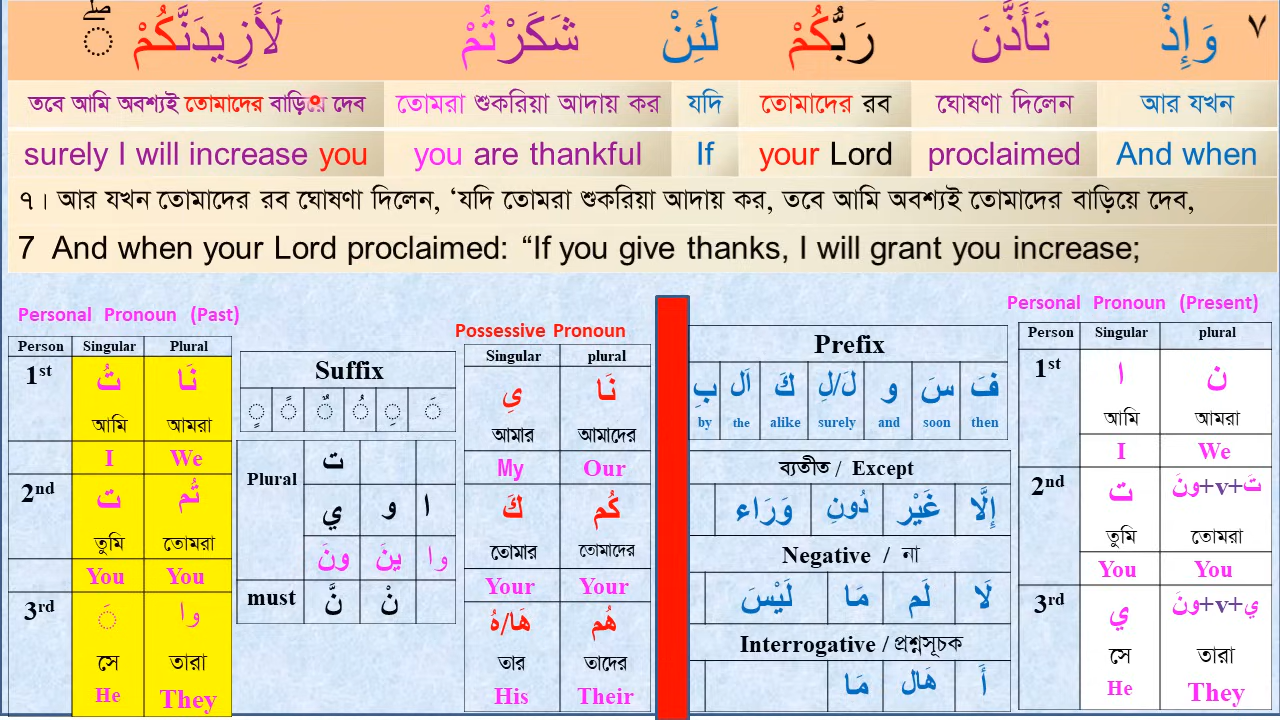 ٧ وَإِذْ تَأَذَّنَ رَبُّكُمْ لَئِنْ شَكَرْتُمْ لَأَزِيدَنَّكُمْ ۖ
তবে আমি অবশ্যই তোমাদের বাড়িয়ে দেব তোমরা শুকরিয়া আদায় কর যদি তোমাদের রব ঘোষণা দিলেন আর যখন
surely I will increase you you are thankful If your Lord proclaimed And when
৭। আর যখন তোমাদের রব ঘোষণা দিলেন, ‘যদি তোমরা শুকরিয়া আদায় কর, তবে আমি অবশ্যই তোমাদের বাড়িয়ে দেব,
7 And when your Lord proclaimed: “If you give thanks, I will grant you increase;
Personal Pronoun (Past)
Person Singular Plural
1st تُ نَا
আমি আমরা
I We
2nd ت تُم
তুমি তোমরা
You You
3rd َ وا
সে তারা
He They
Suffix
ٍ ً ٌ ُ ِ َ
Plural ت
ي و ا
ونَ ينَ وا
must نَّ نْ
Possessive Pronoun
Singular plural
يِ نَا
আমার আমাদের
My Our
كَ كُم
তোমার তোমাদের
Your Your
هَا/هُ هُم
তার তাদের
His Their
Prefix
فَ سَ و لَ/لِ كَ اَل بِ
by the alike surely and soon then
ব্যতীত / Except
إِلَّا غَيْر دُونِ وَرَاء
Negative / না
لَا لَم مَا لَيْسَ
Interrogative / প্রশ্নসূচক
أَ هَال مَا
Personal Pronoun (Present)
Person Singular plural
1st ا ن
আমি আমরা
I We
2nd ت تَ+v+ونَ
তুমি তোমরা
You You
3rd ي ي+v+ونَ
সে তারা
He They